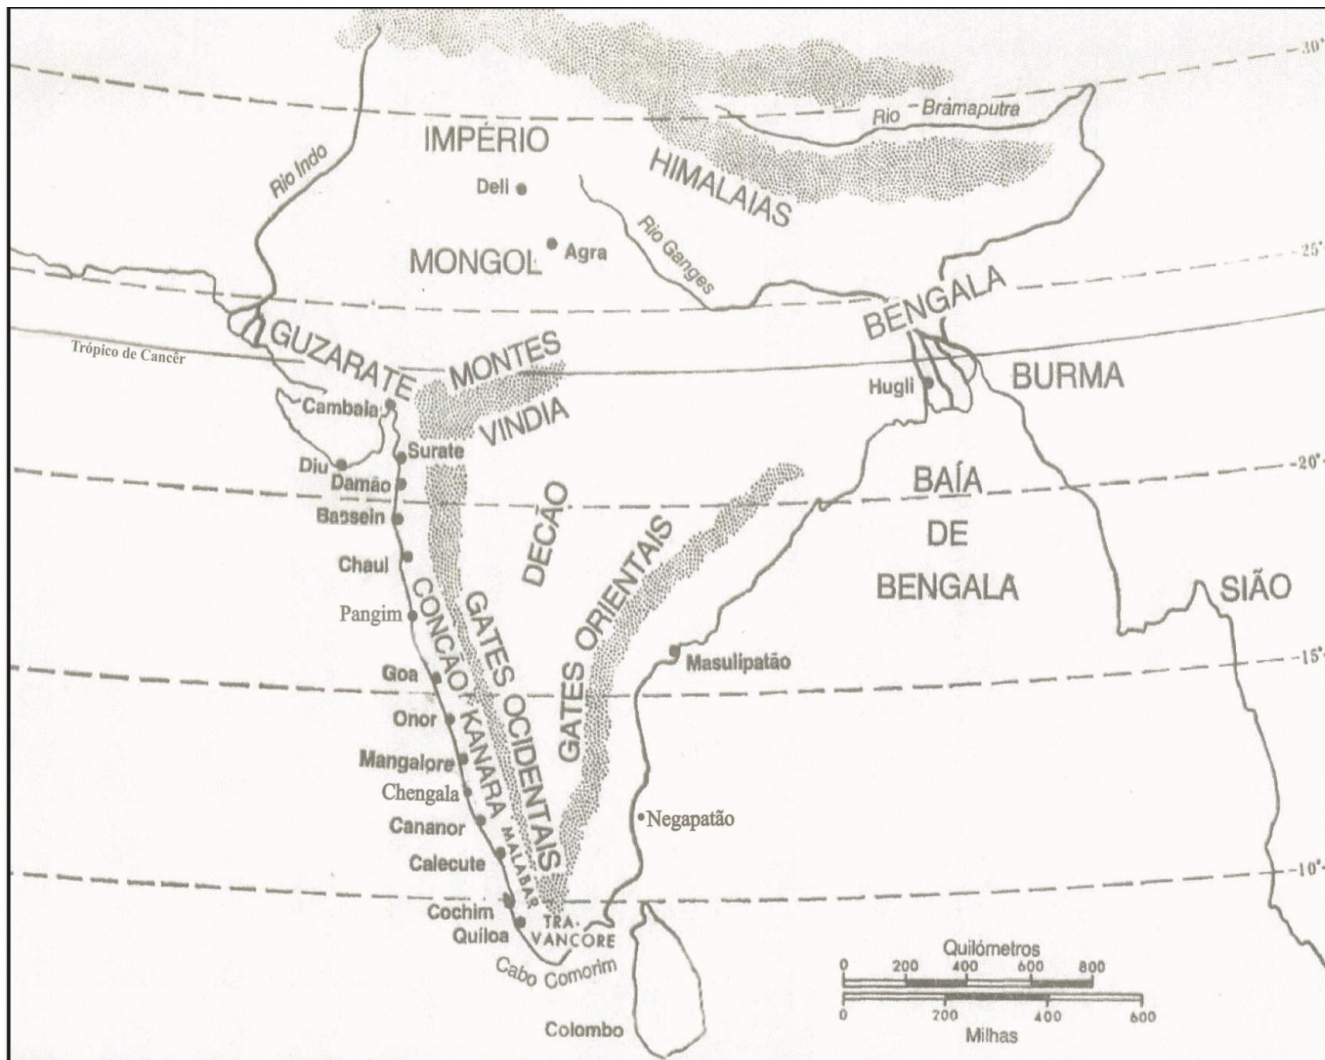 30°
Rio Bramaputra
IMPÉRIO
HIMALAIAS
Rio Indo
Deli
Rio Ganges
Agra
MONGOL
25°
BENGALA
GUZARATE
Trópico de Cancêr
MONTES
VINDIA
BURMA
Hugli
Cambaia
Surate
Diu
Damão
20°
BAÍA
DE
BENGALA
Bassein
DECÃO
Chaul
SIÃO
Pangim
CONCÃO
GATES OCIDENTAIS
GATES ORIENTAIS
Masulipatão
15°
Goa
Onor
KANARA
Mangalore
Chengala
Negapatão
Cananor
MALABAR
Calecute
10°
Cochim
Quiloa
TRA-
VANCORE
Cabo Comorim
Colombo
Quilómetros
0 200 400 600 800
0 200 400 600
Milhas